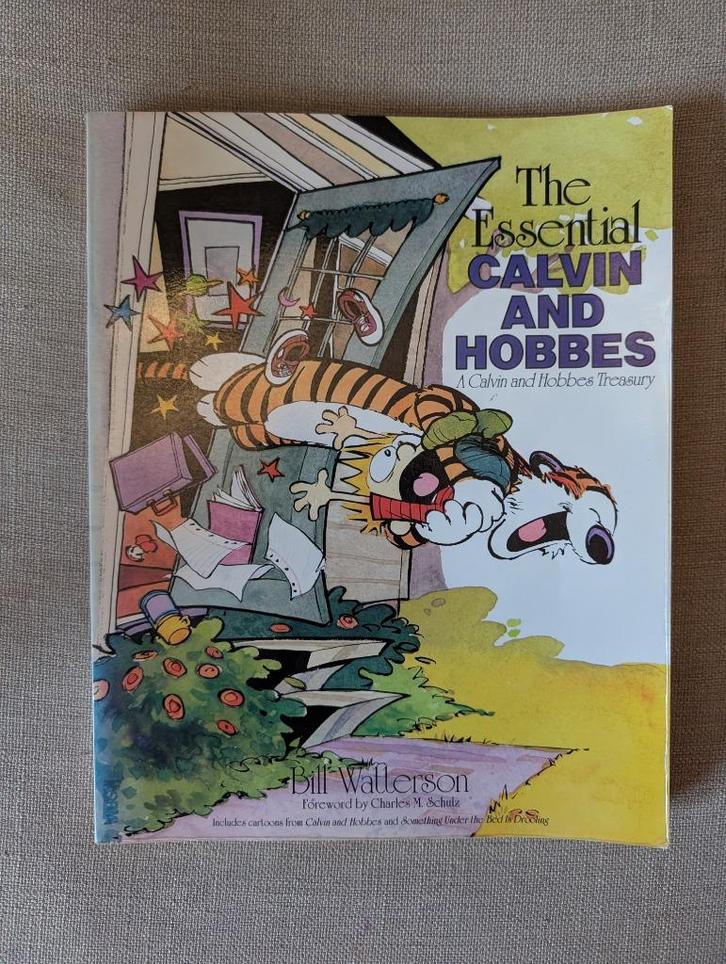 The
Essential
CALVIN
AND
HOBBES
A Calvin and Hobbes Treasury
Bill Watterson
Foreword by Charles M. Schulz
Includes cartoons from Calvin and Hobbes and Something Under the Bed Is Drooling